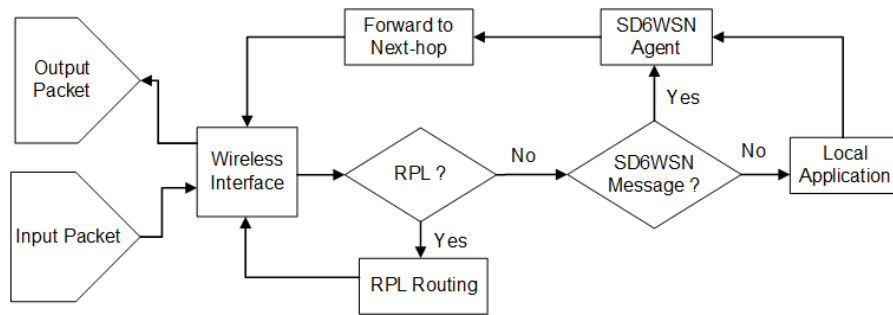 Forward to
Next-hop
SD6WSN
Agent
Output
Packet
Yes
Wireless
Interface
RPL ?
No
SD6WSN
Message ?
No
Local
Application
Input Packet
Yes
RPL Routing